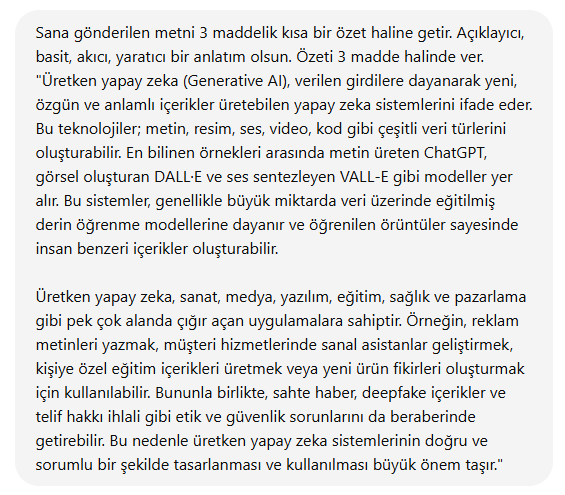 Sana gönderilen metni 3 maddelik kısa bir özet haline getir. Açıklayıcı,
basit, akıcı, yaratıcı bir anlatım olsun. Özeti 3 madde halinde ver.
"Üretken yapay zeka (Generative AI), verilen girdilere dayanarak yeni,
özgün ve anlamlı içerikler üretebilen yapay zeka sistemlerini ifade eder.
Bu teknolojiler; metin, resim, ses, video, kod gibi çeşitli veri türlerini
oluşturabilir. En bilinen örnekleri arasında metin üreten ChatGPT,
görsel oluşturan DALL·E ve ses sentezleyen VALL-E gibi modeller yer
alır. Bu sistemler, genellikle büyük miktarda veri üzerinde eğitilmiş
derin öğrenme modellerine dayanır ve öğrenilen örüntüler sayesinde
insan benzeri içerikler oluşturabilir.

Üretken yapay zeka, sanat, medya, yazılım, eğitim, sağlık ve pazarlama
gibi pek çok alanda çığır açan uygulamalara sahiptir. Örneğin, reklam
metinleri yazmak, müşteri hizmetlerinde sanal asistanlar geliştirmek,
kişiye özel eğitim içerikleri üretmek veya yeni ürün fikirleri oluşturmak
için kullanılabilir. Bununla birlikte, sahte haber, deepfake içerikler ve
telif hakkı ihlali gibi etik ve güvenlik sorunlarını da beraberinde
getirebilir. Bu nedenle üretken yapay zeka sistemlerinin doğru ve
sorumlu bir şekilde tasarlanması ve kullanılması büyük önem taşır."